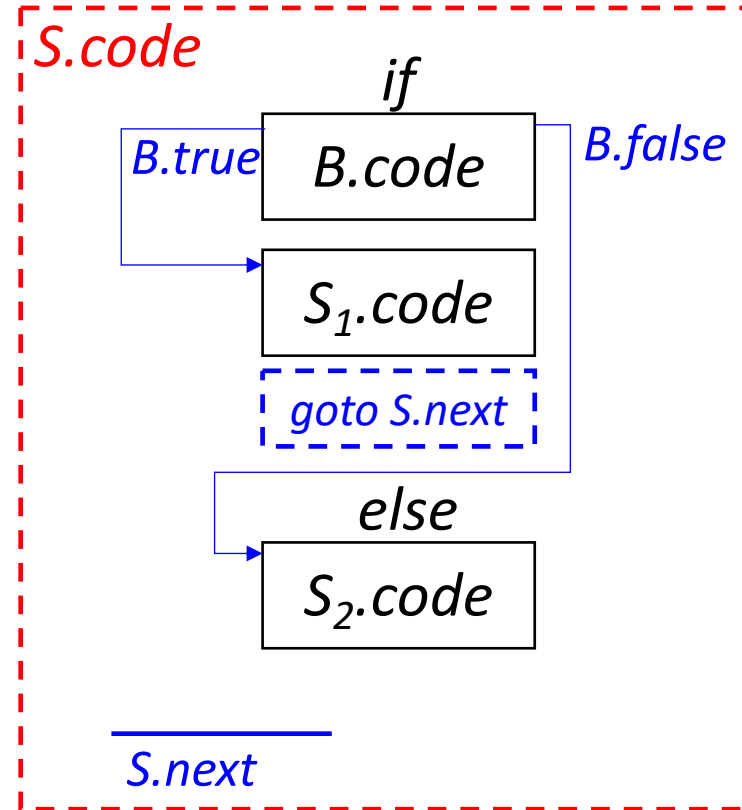 S.code
if
B.true
B.code
B.false
S₁.code
goto S.next
else
S₂.code
S.next